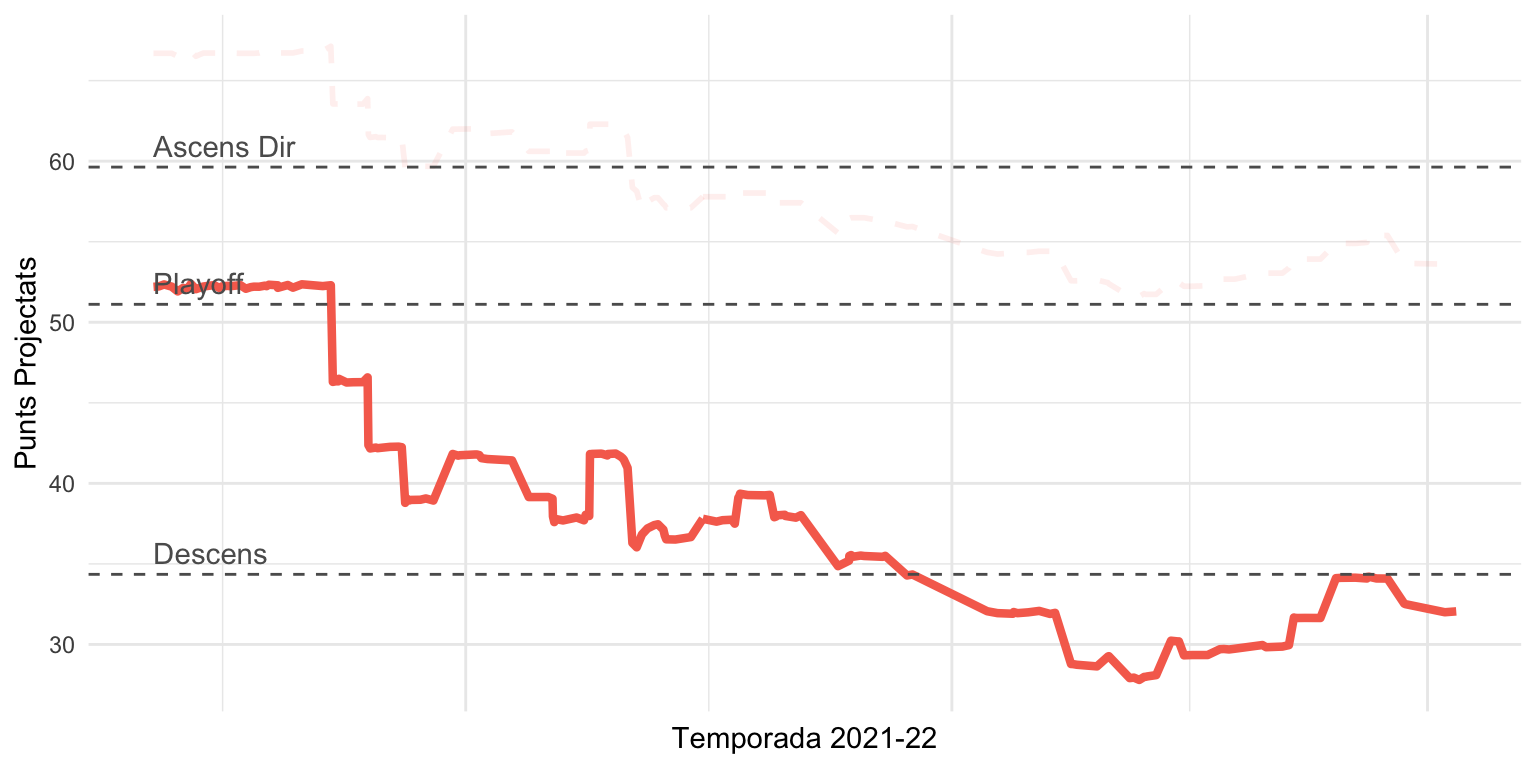 Punts Projectats
60
50
40
30
Ascens Dir
Playoff
Descens
Temporada 2021-22